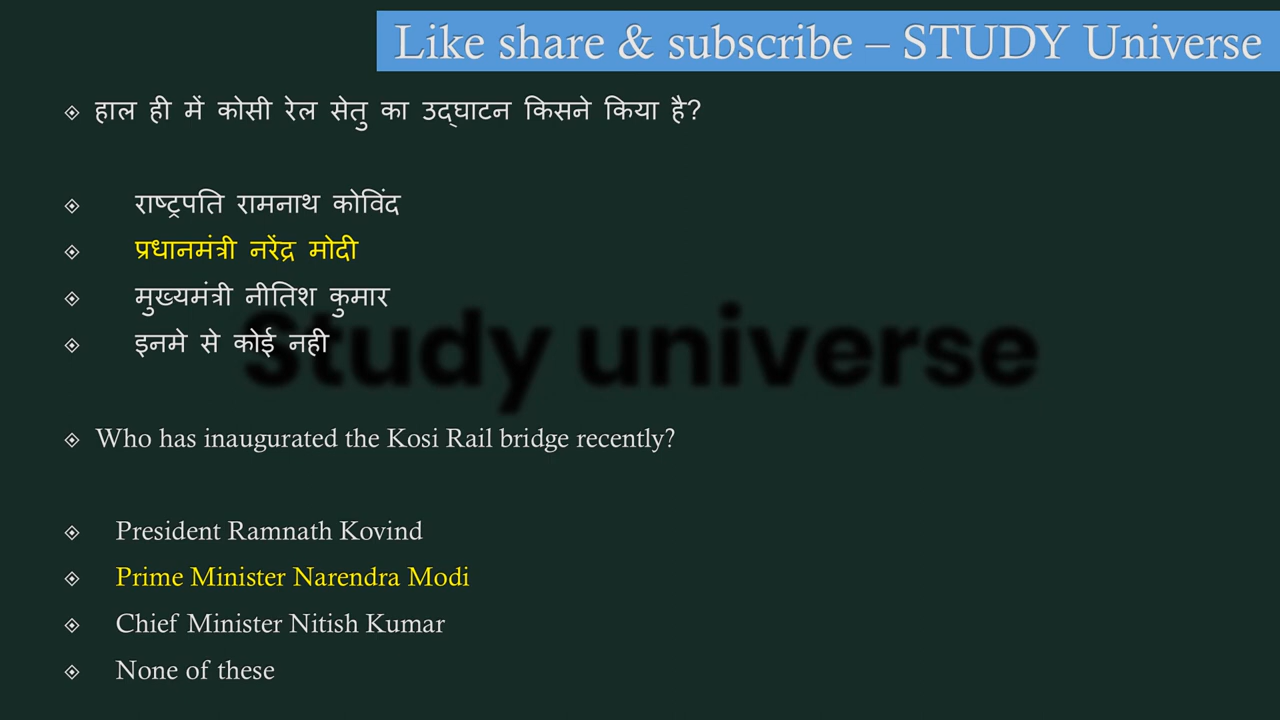 Like share & subscribe – STUDY Universe
हाल ही में कोसी रेल सेतु का उद्घाटन किसने किया है?
राष्ट्रपति रामनाथ कोविंद
प्रधानमंत्री नरेंद्र मोदी
मुख्यमंत्री नीतिश कुमार
इनमे से कोई नही
Study universe
Who has inaugurated the Kosi Rail bridge recently?
President Ramnath Kovind
Prime Minister Narendra Modi
Chief Minister Nitish Kumar
None of these